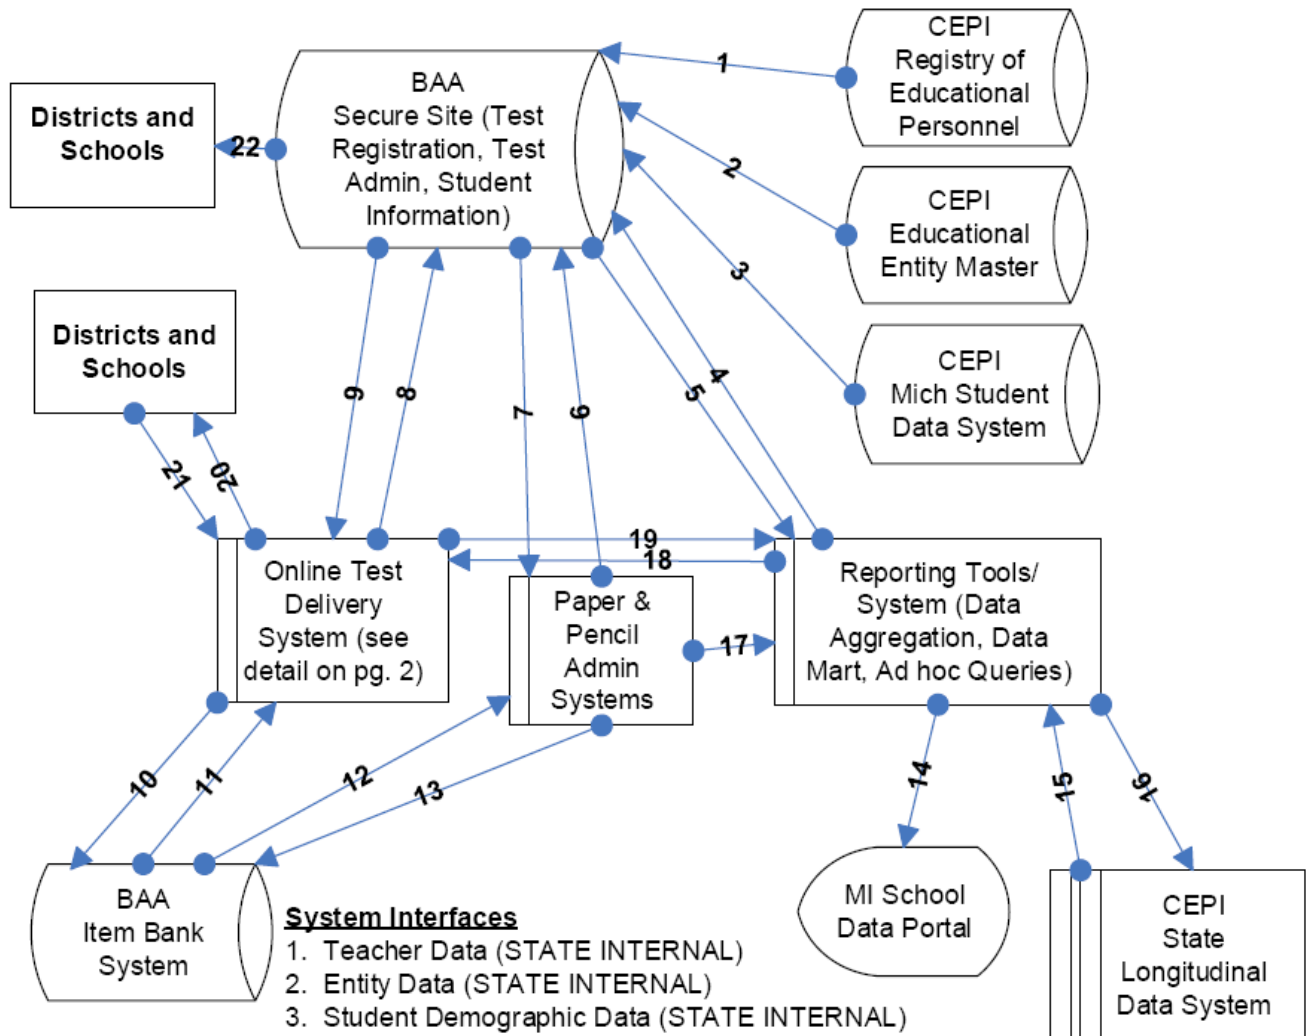 CEPI
Registry of
Educational
Personnel
1
BAA
Secure Site (Test
Registration, Test
Admin, Student
Information)
Districts and
Schools
22
2
CEPI
Educational
Entity Master
3
CEPI
Mich Student
Data System
Districts and
Schools
9
8
7
6
5
4
21
20
19
18
Online Test
Delivery
System (see
detail on pg. 2)
Paper &
Pencil
Admin
Systems
17
Reporting Tools/
System (Data
Aggregation, Data
Mart, Ad hoc Queries)
10
11
12
13
14
15
16
BAA
Item Bank
System
MI School
Data Portal
CEPI
State
Longitudinal
Data System
System Interfaces
1. Teacher Data (STATE INTERNAL)
2. Entity Data (STATE INTERNAL)
3. Student Demographic Data (STATE INTERNAL)